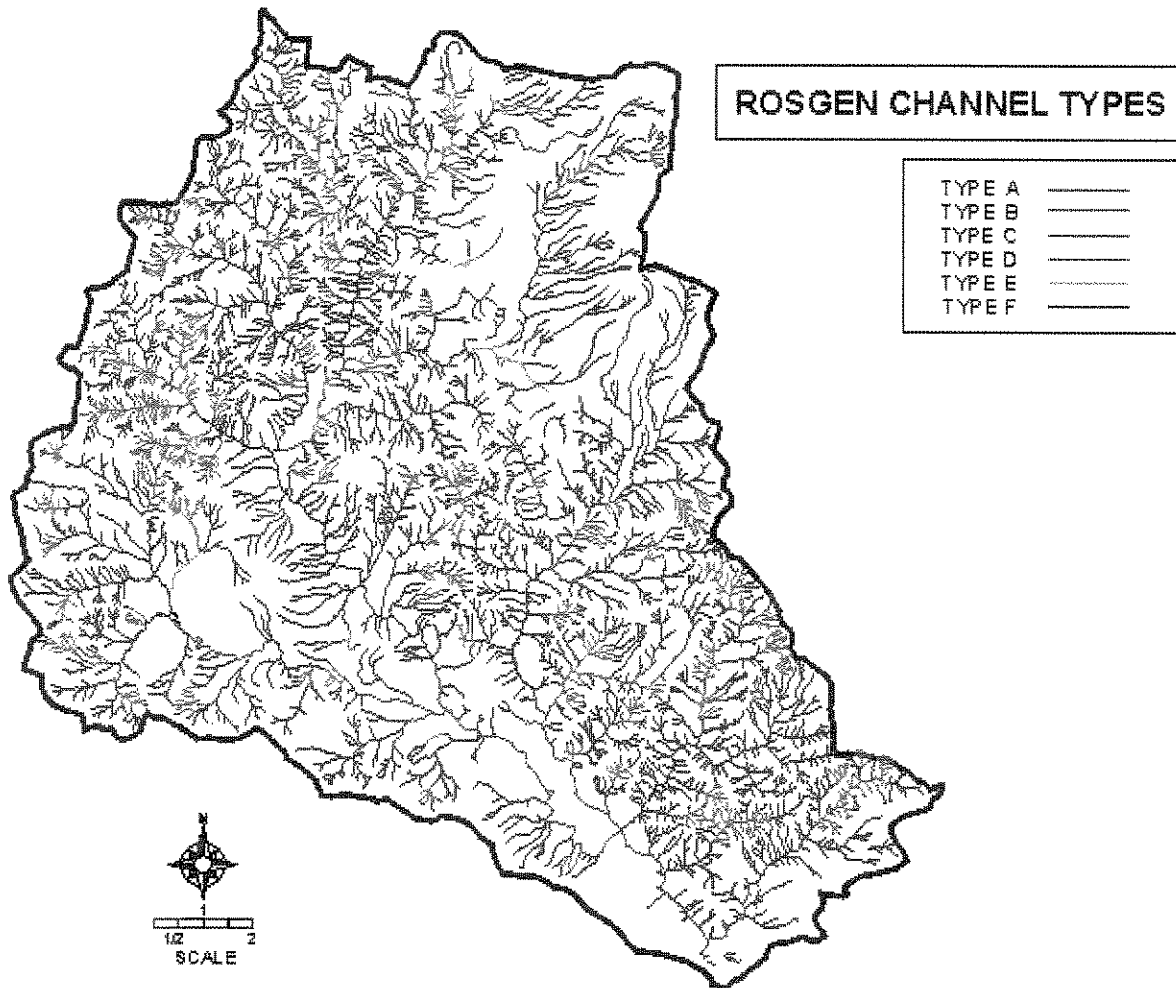 ROSGEN CHANNEL TYPES
TYPE A
TYPE B
TYPE C
TYPE D
TYPE E
TYPE F
N
1
1/2 2
SCALE